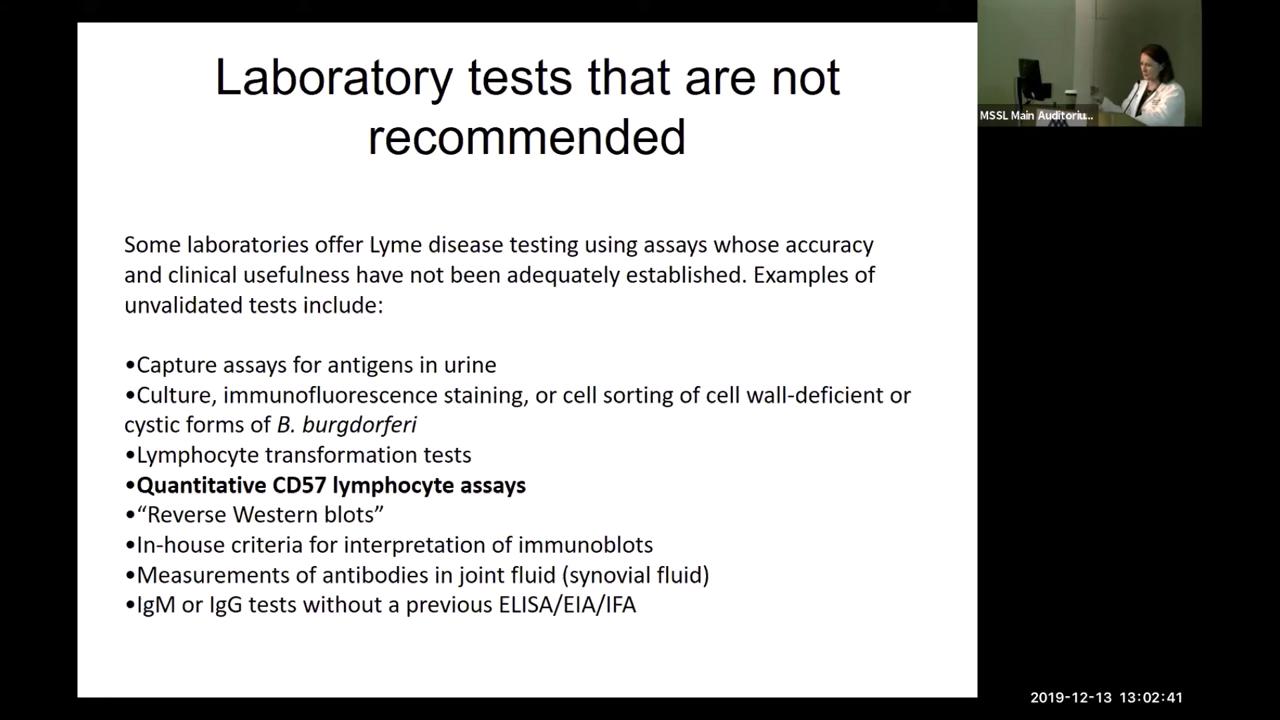 Laboratory tests that are not
recommended
MSSL Main Auditoriu...
Some laboratories offer Lyme disease testing using assays whose accuracy
and clinical usefulness have not been adequately established. Examples of
unvalidated tests include:
•Capture assays for antigens in urine
•Culture, immunofluorescence staining, or cell sorting of cell wall-deficient or
cystic forms of B. burgdorferi
•Lymphocyte transformation tests
•Quantitative CD57 lymphocyte assays
•“Reverse Western blots”
•In-house criteria for interpretation of immunoblots
•Measurements of antibodies in joint fluid (synovial fluid)
•IgM or IgG tests without a previous ELISA/EIA/IFA
2019-12-13 13:02:41